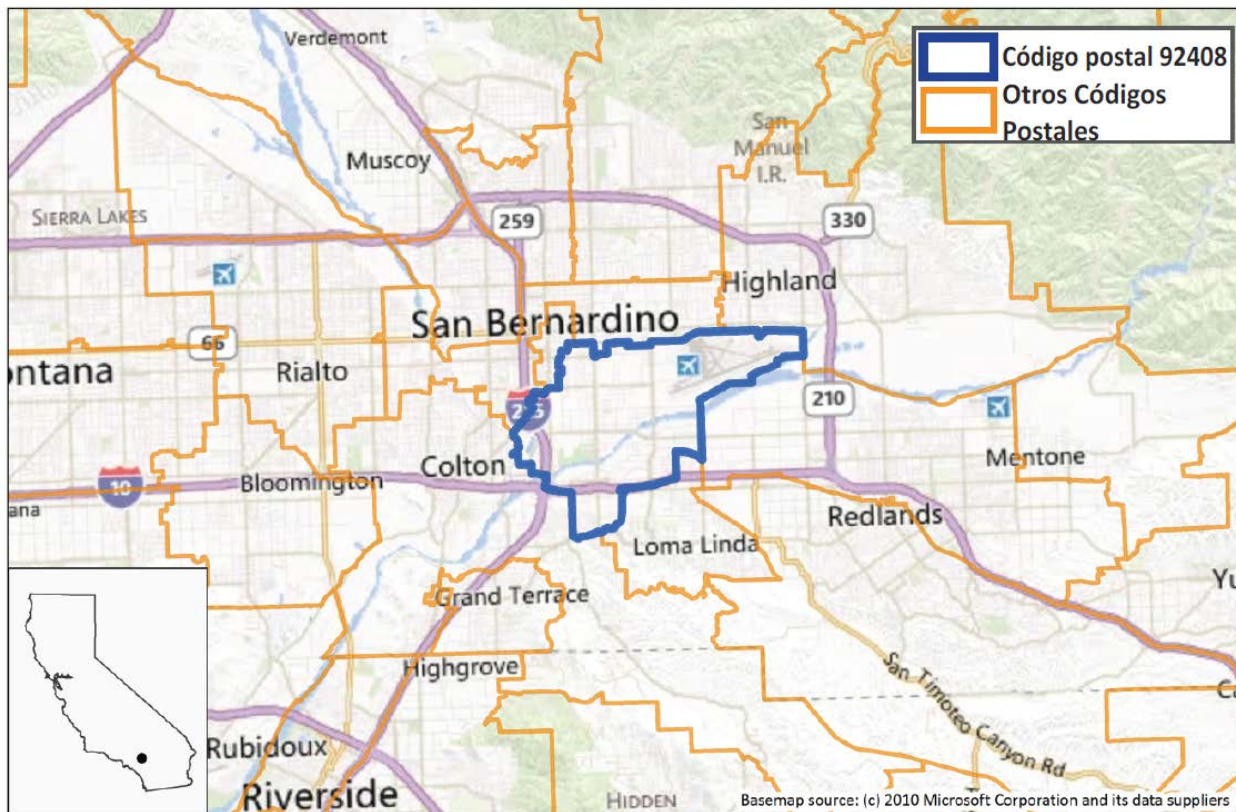 Verdemont
Código postal 92408
Otros Códigos
Postales
San
Manuel
I.R.
Muscoy
SIERRA LAKES
259
330
Highland
San Bernardino
66
Rialto
ontana
210
Colton
Mentone
10
Bloomington
ana
Redlands
Loma Linda
Yu
Grand Terrace
Highgrove
San Timoteo Canyon Rd
Ca
Rubidoux
Riverside
HIDDEN
Basemap source: (c) 2010 Microsoft Corporation and its data suppliers